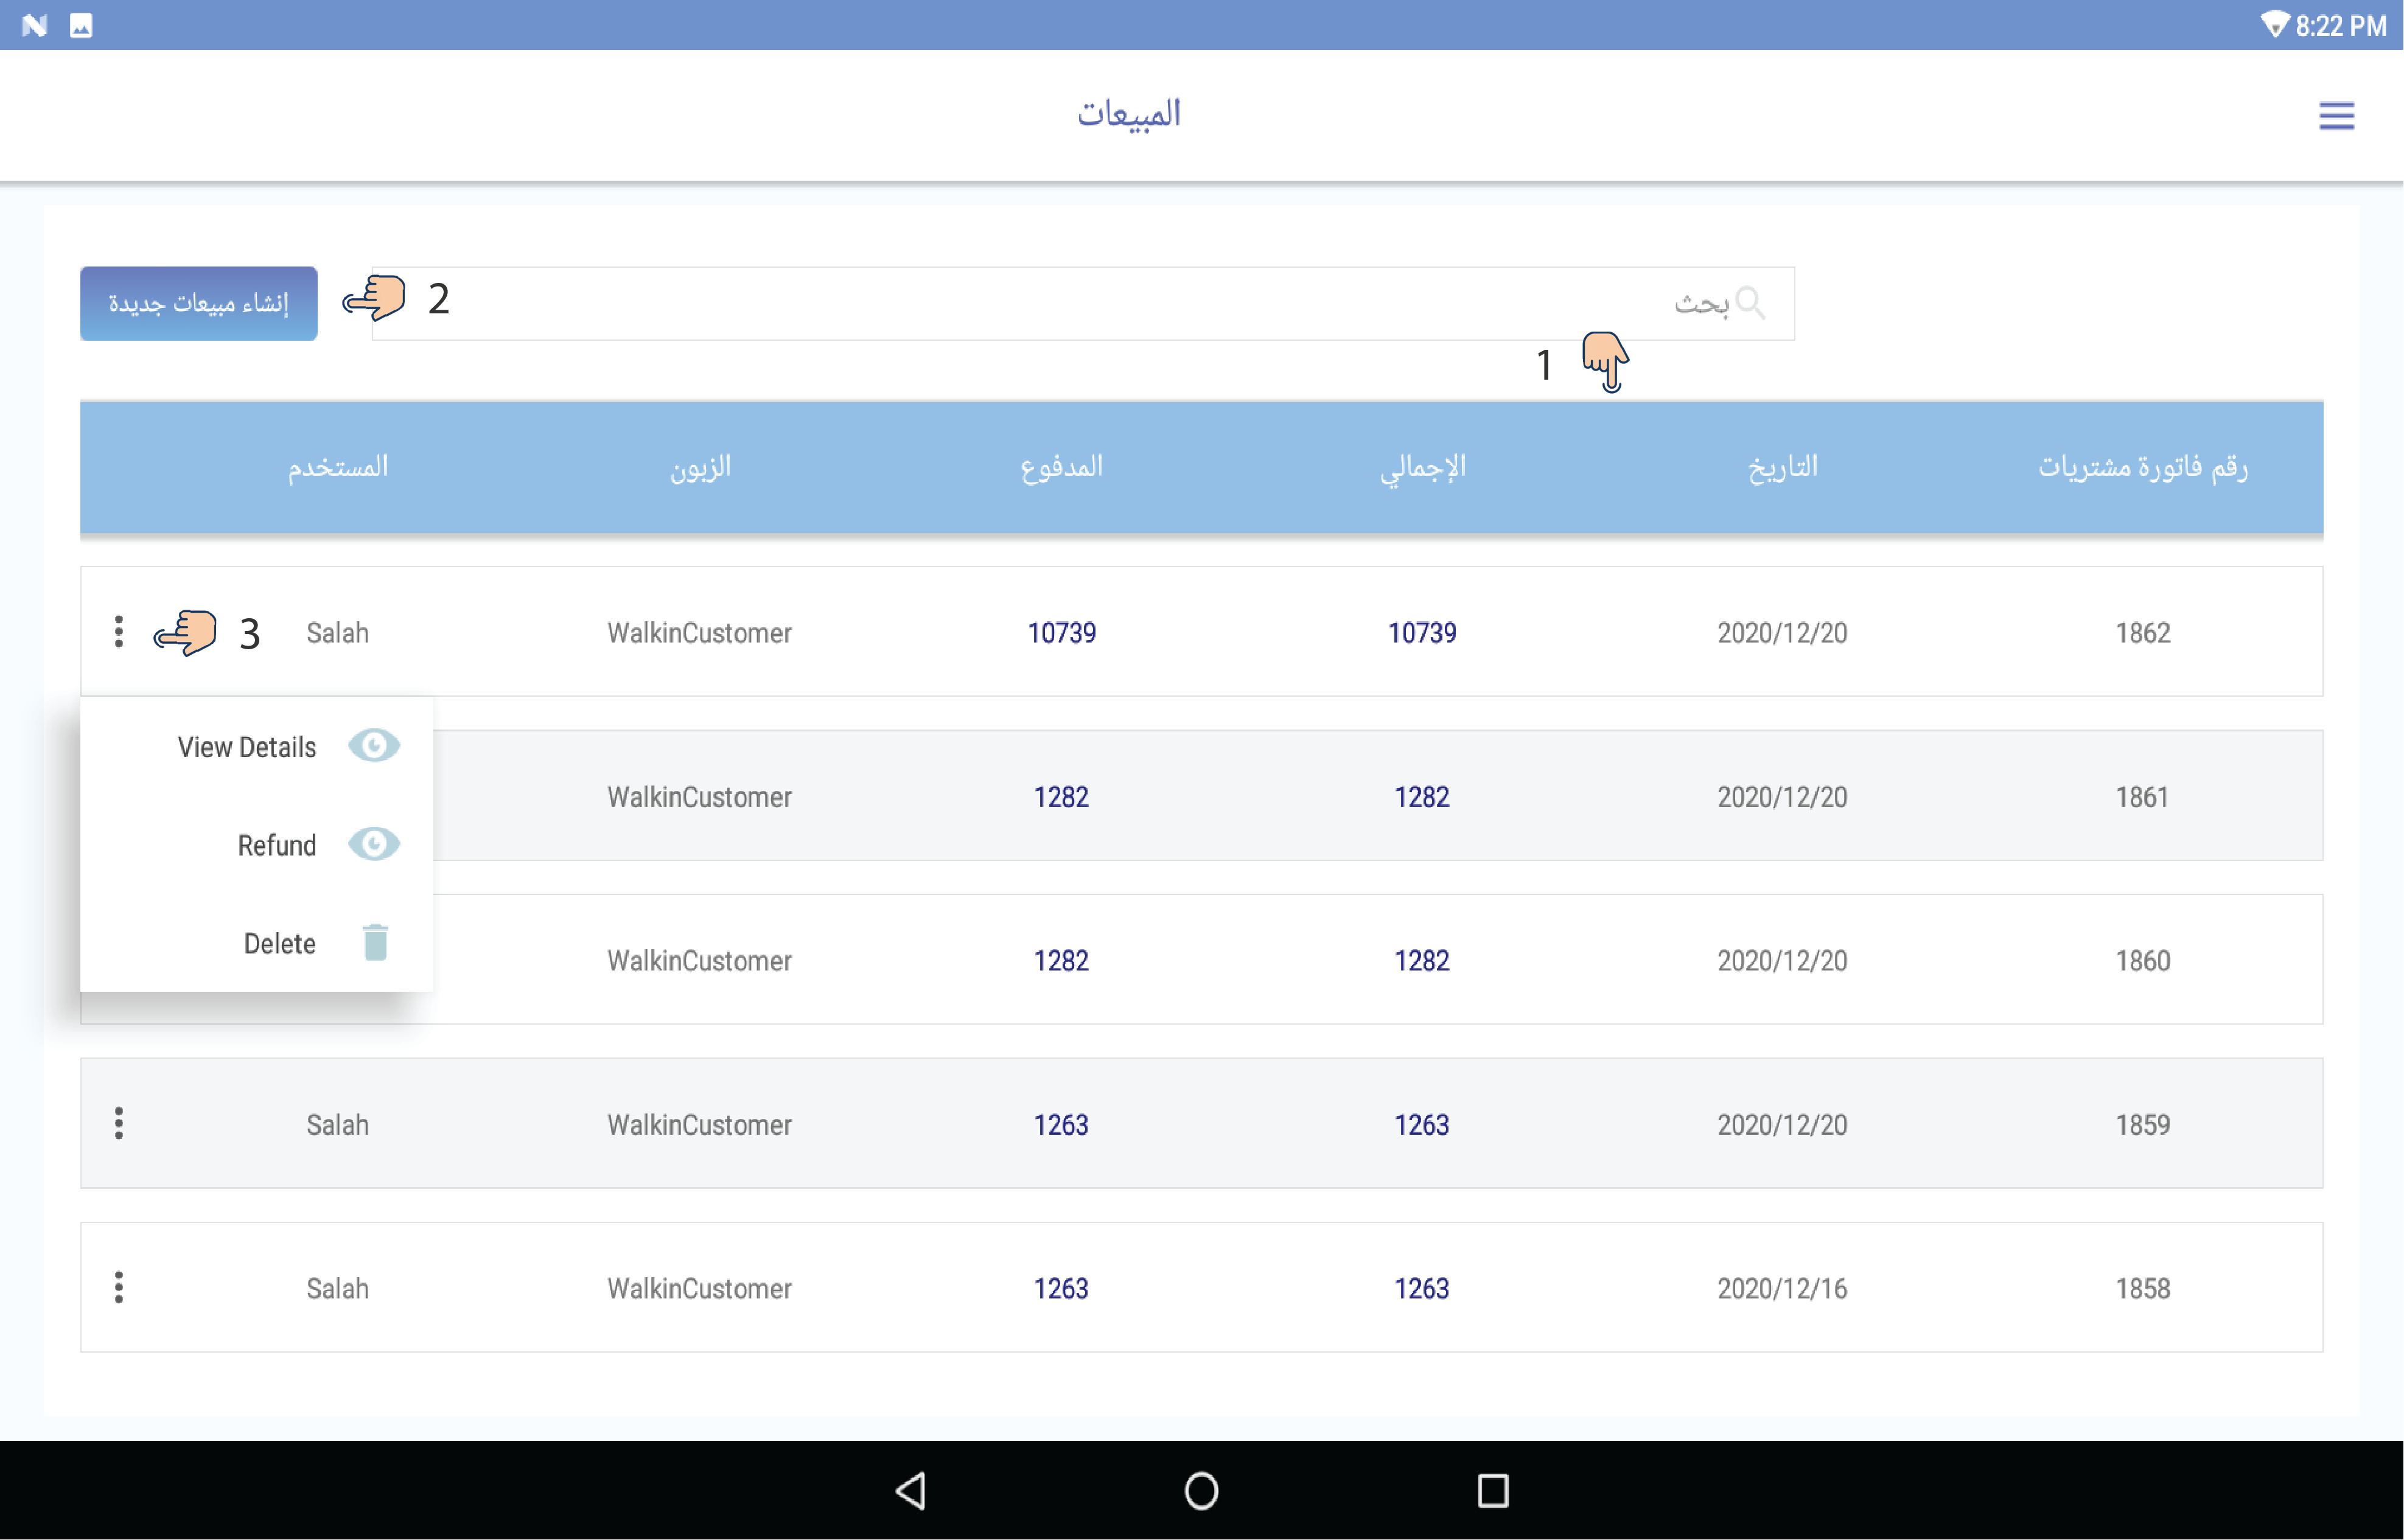 8:22 PM
المبيعات
بحث
2
إنشاء مبيعات جديدة
1
رقم فاتورة مشتريات التاريخ الإجمالي المدفوع الزبون المستخدم
1862 2020/12/20 10739 10739 WalkinCustomer Salah 3
View Details
1861 2020/12/20 1282 1282 WalkinCustomer
Refund
Delete
1860 2020/12/20 1282 1282 WalkinCustomer
1859 2020/12/20 1263 1263 WalkinCustomer Salah
1858 2020/12/16 1263 1263 WalkinCustomer Salah